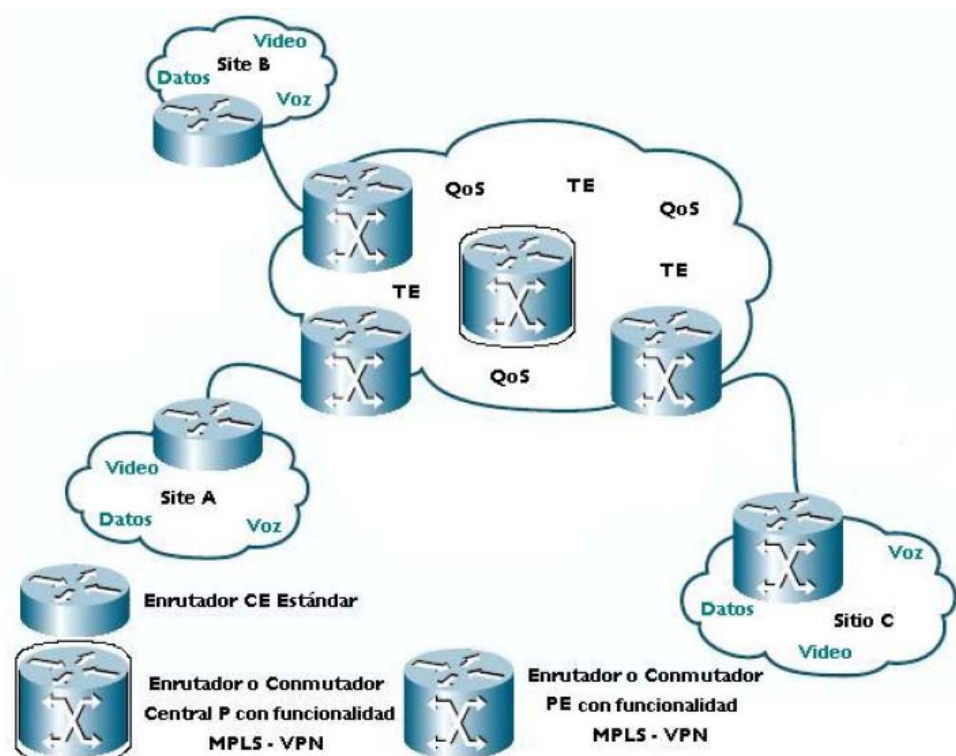 Video
Site B
Datos
Voz
QoS
TE
QoS
TE
TE
QoS
Video
Site A
Datos
Voz
Voz
Datos
Sitio C
Video
Enrutador CE Estándar
Enrutador o Conmutador
Central P con funcionalidad
MPLS - VPN
Enrutador o Conmutador
PE con funcionalidad
MPLS - VPN